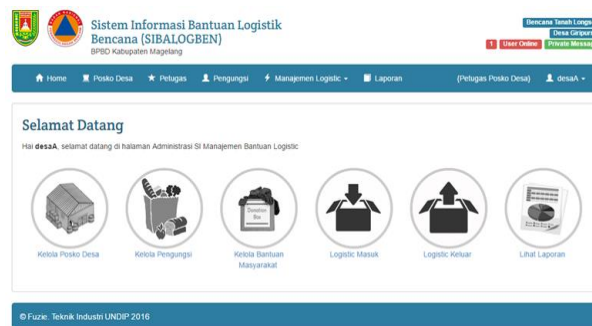 Sistem Informasi Bantuan Logistik
Bencana (SIBALOGBEN)
BPBD Kabupaten Magelang
Bencana Tanah Longs
Desa Giripur
1 User Online Private Messag
Home Posko Desa Petugas Pengungsi Manajemen Logistic Laporan (Petugas Posko Desa) desaA
Selamat Datang
Hai desaA, selamat datang di halaman Administrasi SI Manajemen Bantuan Logistic
Donation
Box
Kelola Posko Desa Kelola Pengungsi Kelola Bantuan Masyarakat Logistic Masuk Logistic Keluar Lihat Laporan
© Fuzie. Teknik Industri UNDIP 2016